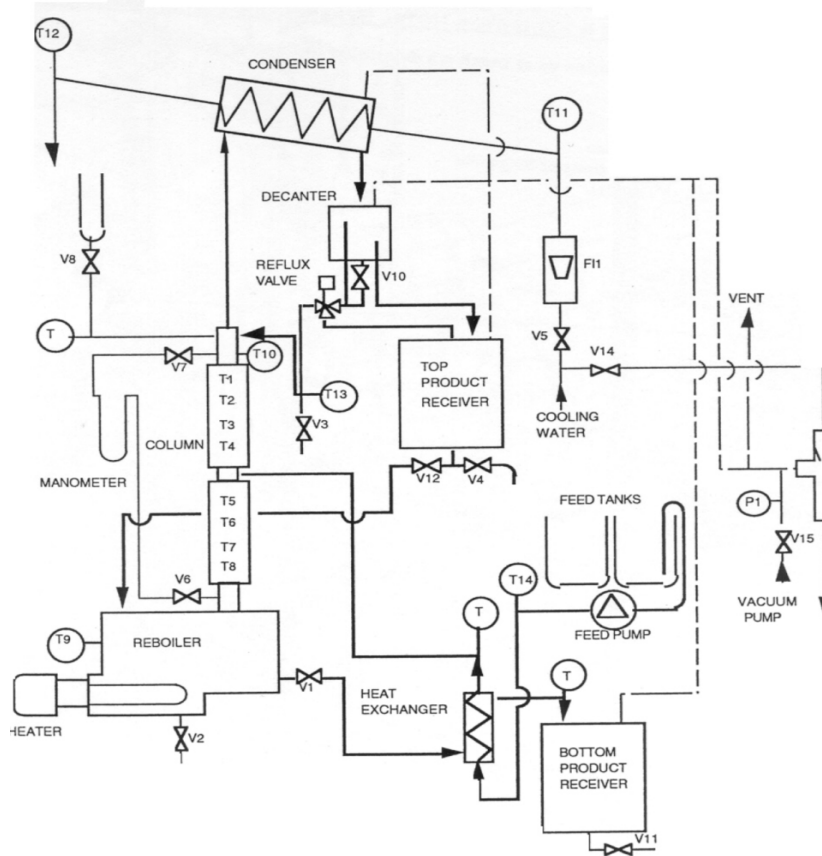 T12
CONDENSER
T11
DECANTER
V8
REFLUX
VALVE
V10
FI1
VENT
V5
V14
T
V7
T10
TOP
PRODUCT
RECEIVER
T1
T2
T3
T4
T13
V3
COOLING
WATER
COLUMN
MANOMETER
V12
V4
FEED TANKS
P1
T5
T6
T7
T8
V15
V6
T14
T
VACUUM
PUMP
FEED PUMP
T9
REBOILER
T
V1
HEAT
EXCHANGER
HEATER
V2
BOTTOM
PRODUCT
RECEIVER
V11